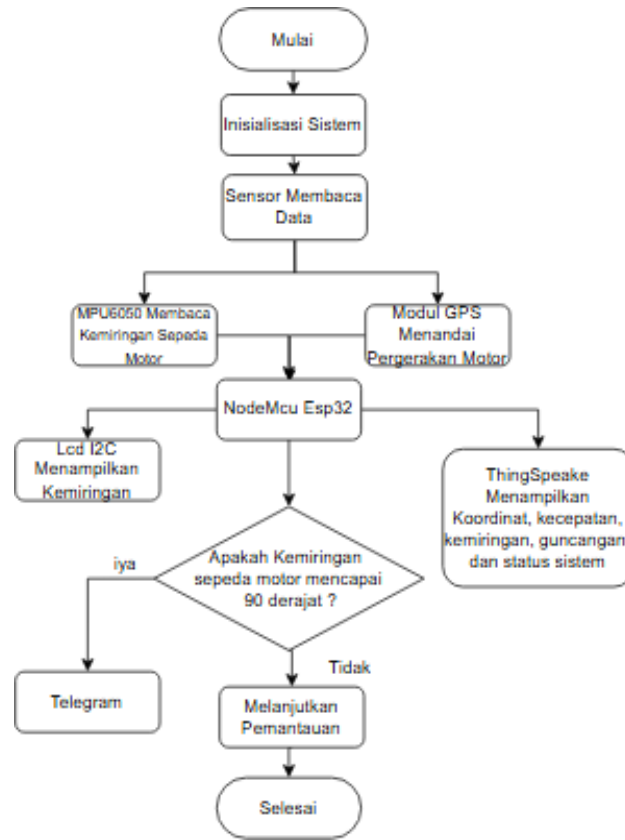 Mulai
Inisialisasi Sistem
Sensor Membaca
Data
MPU6050 Membaca
Kemiringan Sepeda
Motor
Modul GPS
Menandai
Pergerakan Motor
NodeMcu Esp32
Lcd I2C
Menampilkan
Kemiringan
ThingSpeake
Menampilkan
Koordinat, kecepatan,
kemiringan, guncangan
dan status sistem
Apakah Kemiringan
sepeda motor mencapai
90 derajat ?
iya
Tidak
Telegram
Melanjutkan
Pemantauan
Selesai